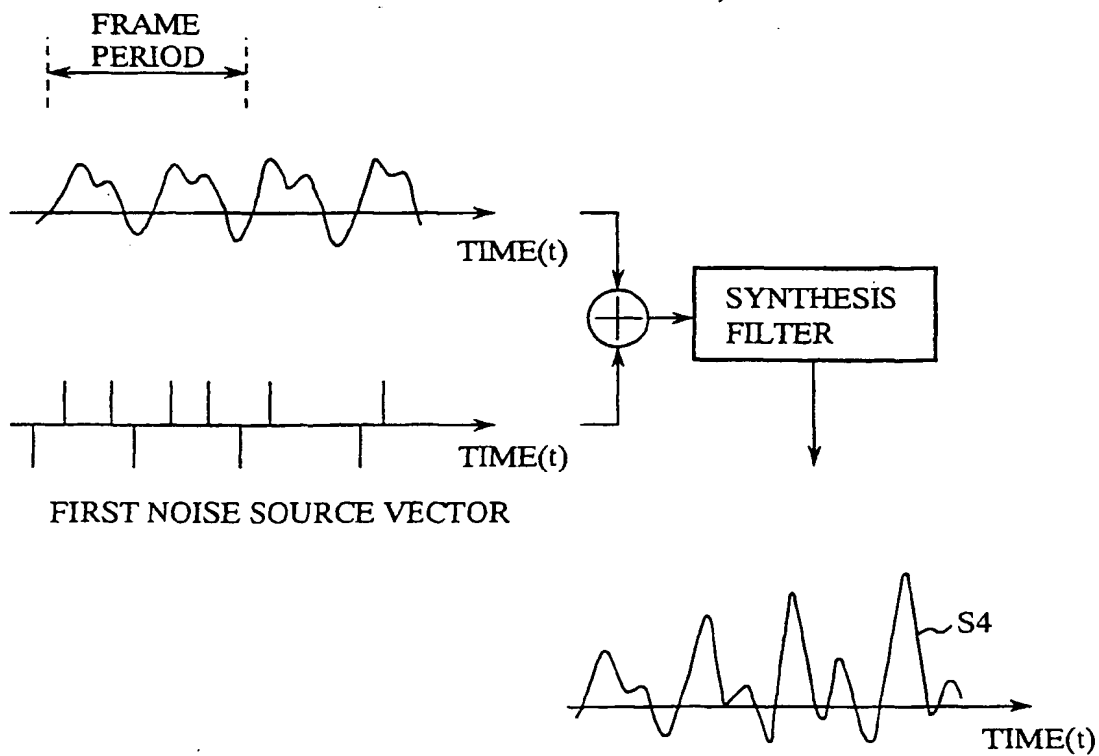 FRAME
PERIOD
TIME(t)
SYNTHESIS
FILTER
TIME(t)
FIRST NOISE SOURCE VECTOR
S4
TIME(t)